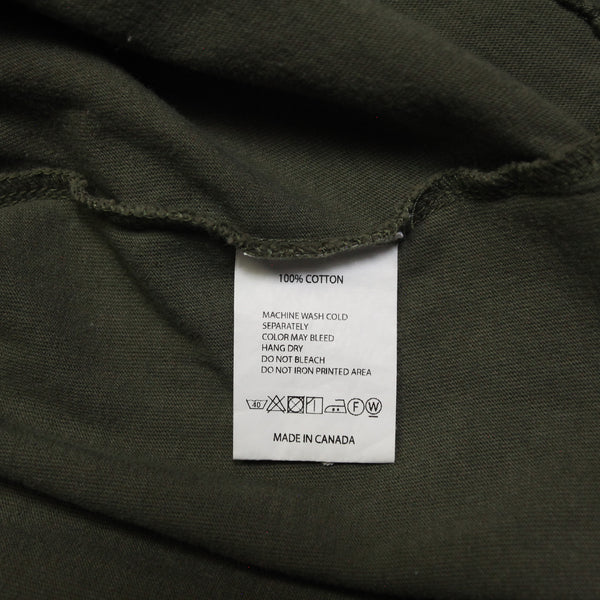 100% COTTON
MACHINE WASH COLD
SEPARATELY
COLOR MAY BLEED
HANG DRY
DO NOT BLEACH
DO NOT IRON PRINTED AREA
40 F W
MADE IN CANADA